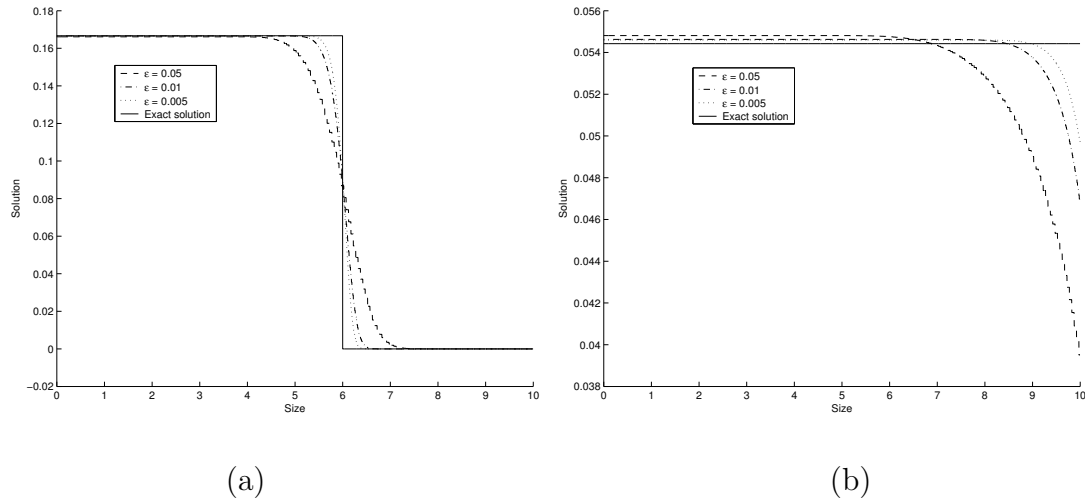 0.18
0.16
0.14
0.12
0.1
0.08
0.06
0.04
0.02
0
−0.02
Solution
ε = 0.05
ε = 0.01
ε = 0.005
Exact solution
0 1 2 3 4 5 6 7 8 9 10
Size
(a)
0.056
0.054
0.052
0.05
0.048
0.046
0.044
0.042
0.04
0.038
Solution
ε = 0.05
ε = 0.01
ε = 0.005
Exact solution
0 1 2 3 4 5 6 7 8 9 10
Size
(b)